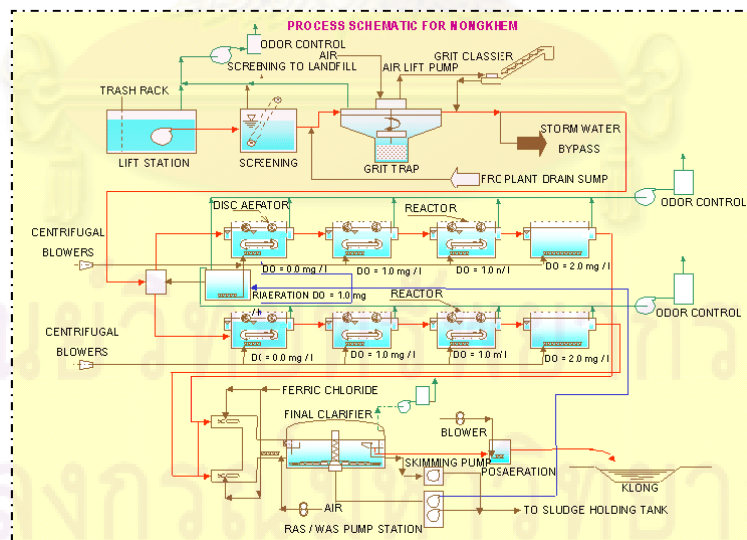 PROCESS SCHEMATIC FOR NONGKHEM
ODOR CONTROL
AIR
SCREENING TO LANDFILL
GRIT CLASSIER
AIR LIFT PUMP
TRASH RACK
LIFT STATION
SCREENING
GRIT TRAP
STORM WATER
BYPASS
FRC PLANT DRAIN SUMP
DISC AEFATOR
REACTOR
ODOR CONTROL
CENTRIFUGAL
BLOWERS
DO = 0.0 mg / l
DO = 1.0 mg / l
DO = 1.0 n/ l
DO = 2.0 mg / l
RIAERATION DO = 1.0 mg
/ l
REACTOR
ODOR CONTROL
CENTRIFUGAL
BLOWERS
D( = 0.0 mg / l
DO = 1.0 mg / l
DO = 1.0 m'l
DO = 2.0 mg / l
FERRIC CHLORIDE
FINAL CLARIFIER
BLOWER
SKIMMING PUMP
POSAERATION
KLONG
AIR
RAS / WAS PUMP STATION
TO SLUDGE HOLDING TANK